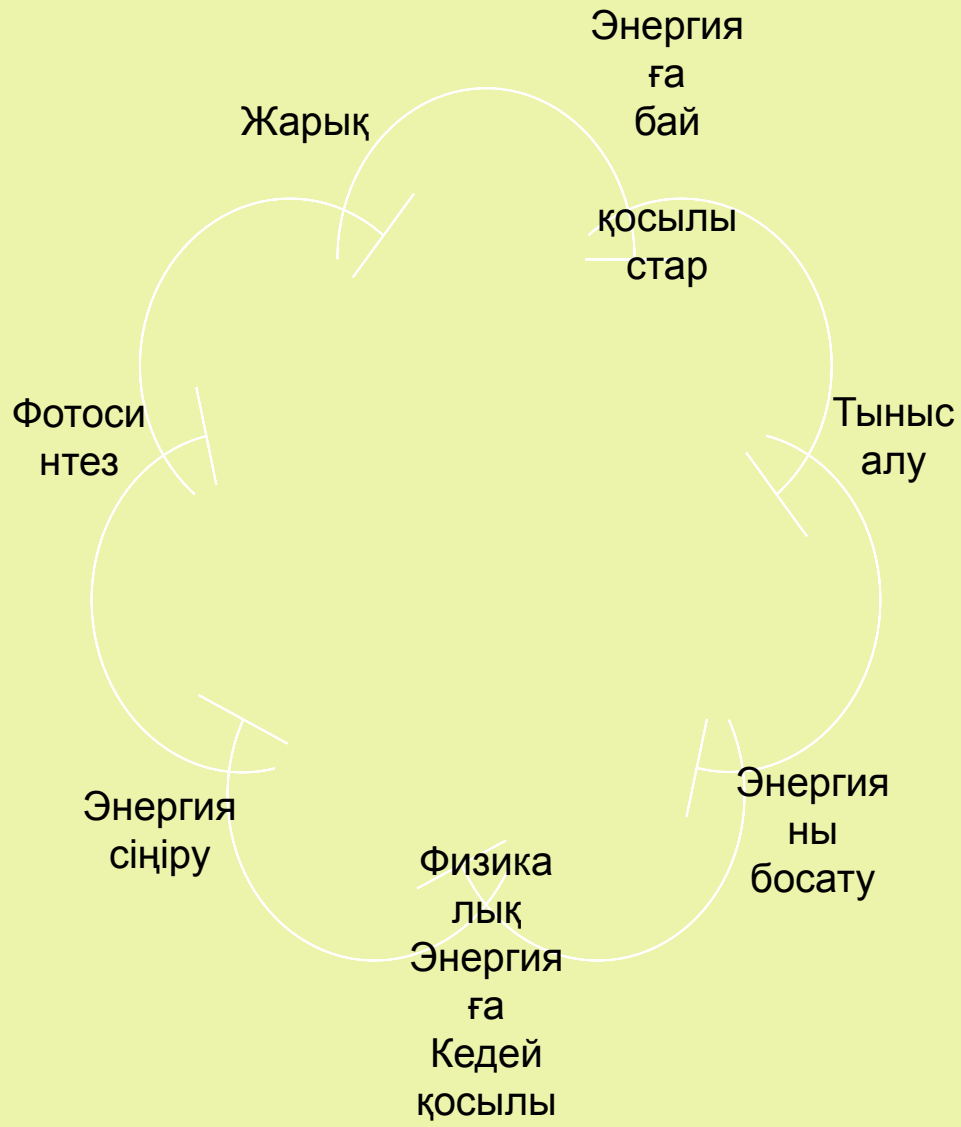 Энергия
ға
бай
қосылы
стар
Тыныс
алу
Энергия
ны
босату
Физика
лық
Энергия
ға
Кедей
қосылы
Энергия
сіңіру
Фотоси
нтез
Жарық